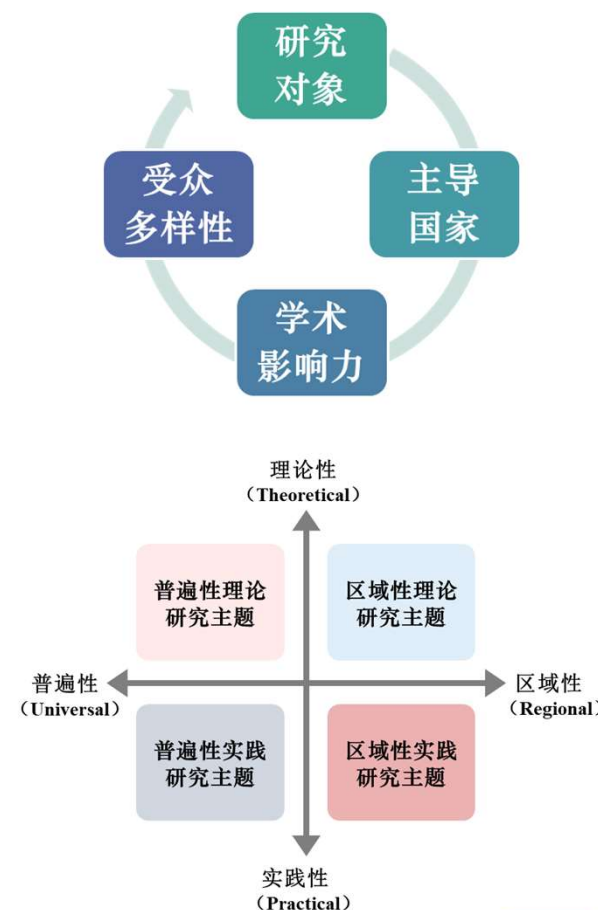 研究
对象
受众
多样性
主导
国家
学术
影响力
理论性
（Theoretical）
普遍性理论
研究主题
区域性理论
研究主题
普遍性
（Universal）
区域性
（Regional）
普遍性实践
研究主题
区域性实践
研究主题
实践性
（Practical）